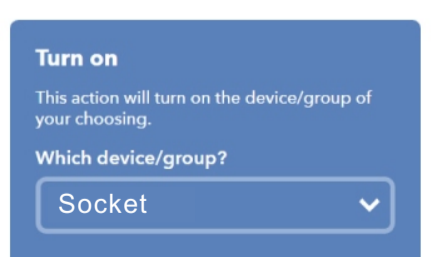 Turn on
This action will turn on the device/group of
your choosing.
Which device/group?
Socket